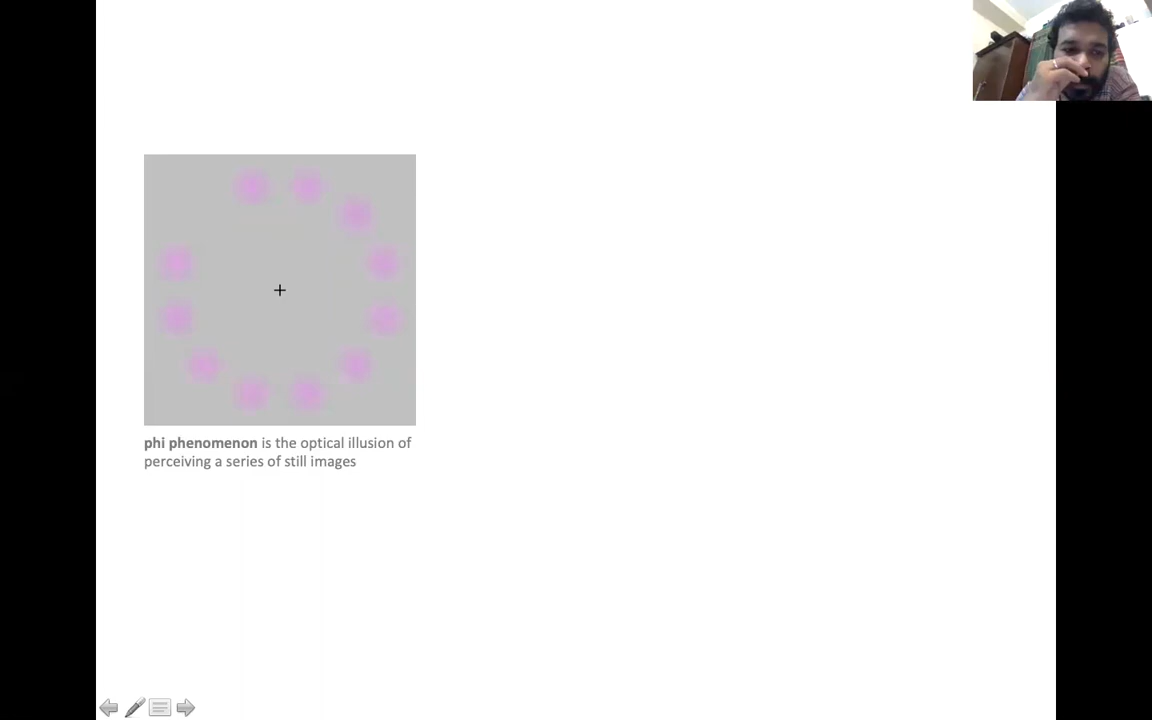 phi phenomenon is the optical illusion of
perceiving a series of still images